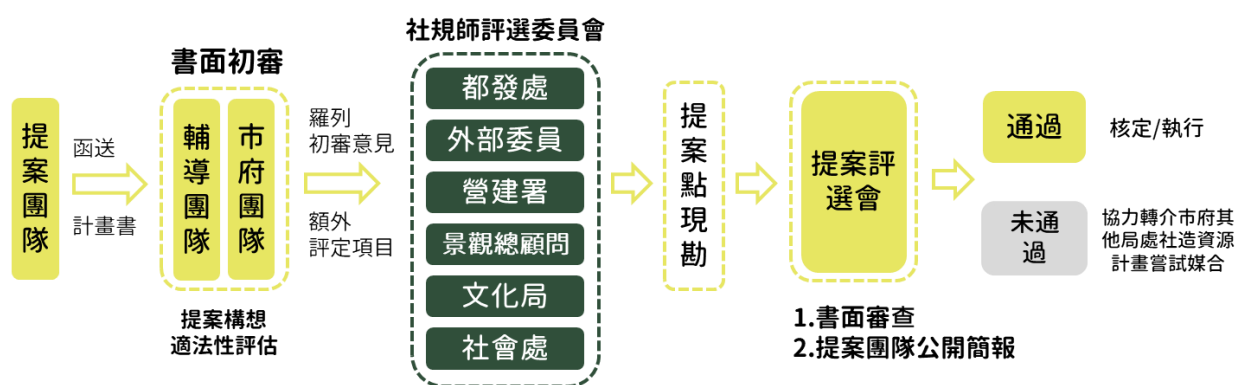 提案團隊
函送
計畫書
書面初審
輔導團隊
市府團隊
提案構想
適法性評估
羅列
初審意見
額外
評定項目
社規師評選委員會
都發處
外部委員
營建署
景觀總顧問
文化局
社會處
提案點現勘
提案評
選會
1.書面審查
2.提案團隊公開簡報
通過
核定/執行
未通
過
協力轉介市府其
他局處社造資源
計畫嘗試媒合